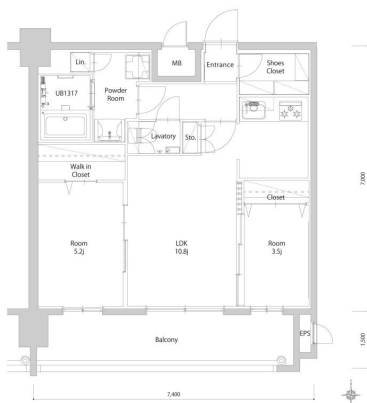 Lin.
MB
Entrance
Shoes
Closet
UB1317
Powder
Room
Lavatory
Sto.
Walk in
Closet
Closet
Room
5.2j
LDK
10.8j
Room
3.5j
7,000
Balcony
EPS
1,500
7,400